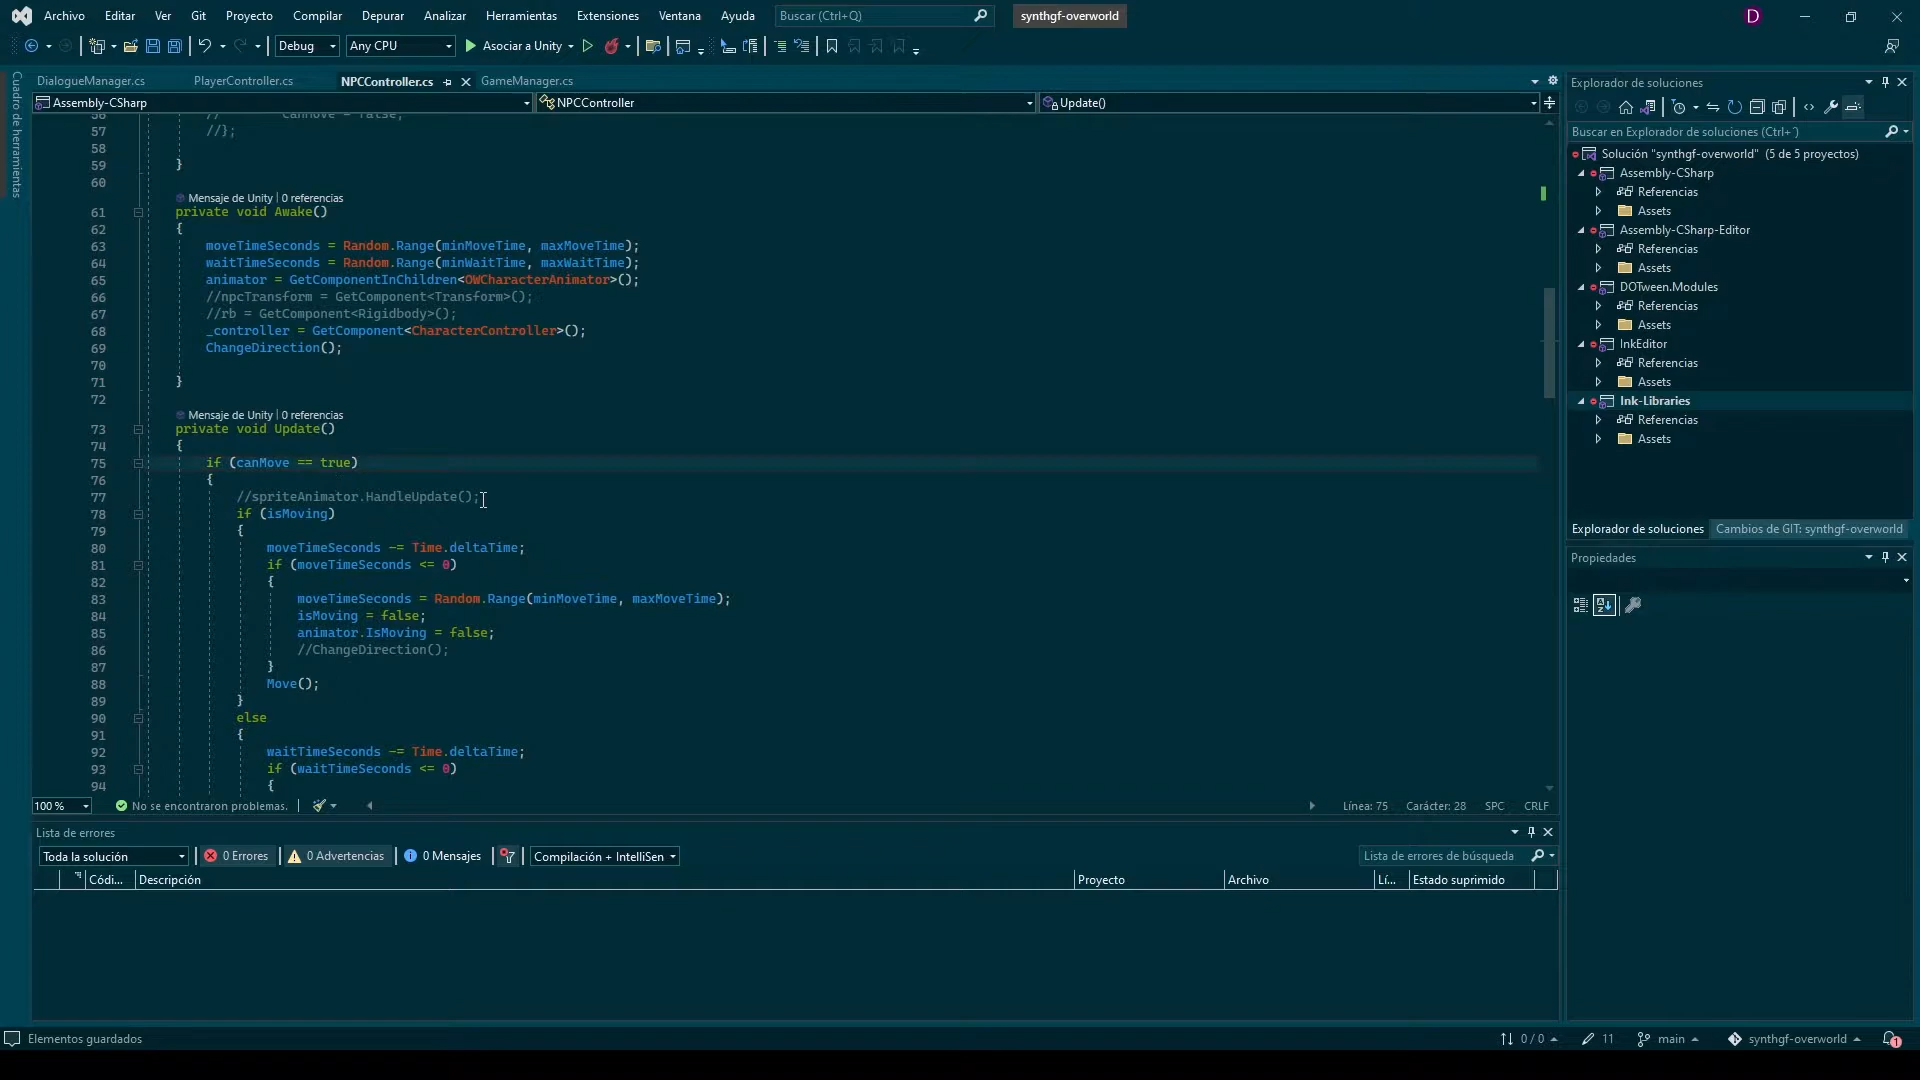 Archivo Editar Ver Git Proyecto Compilar Depurar Analizar Herramientas Extensiones Ventana Ayuda Buscar (Ctrl+Q) synthgf-overworld D
Debug Any CPU Asociar a Unity
Cuadro de herramientas
DialogueManager.cs PlayerController.cs NPCController.cs GameManager.cs
Assembly-CSharp NPCController Update()
56 // CanMove = false;
57 //};
58
59 }
60
Mensaje de Unity | 0 referencias
61 private void Awake()
62 {
63 moveTimeSeconds = Random.Range(minMoveTime, maxMoveTime);
64 waitTimeSeconds = Random.Range(minWaitTime, maxWaitTime);
65 animator = GetComponentInChildren<OWCharacterAnimator>();
66 //npcTransform = GetComponent<Transform>();
67 //rb = GetComponent<Rigidbody>();
68 _controller = GetComponent<CharacterController>();
69 ChangeDirection();
70
71 }
72
Mensaje de Unity | 0 referencias
73 private void Update()
74 {
75 if (canMove == true)
76 {
77 //spriteAnimator.HandleUpdate();
78 if (isMoving)
79 {
80 moveTimeSeconds -= Time.deltaTime;
81 if (moveTimeSeconds <= 0)
82 {
83 moveTimeSeconds = Random.Range(minMoveTime, maxMoveTime);
84 isMoving = false;
85 animator.IsMoving = false;
86 //ChangeDirection();
87 }
88 Move();
89 }
90 else
91 {
92 waitTimeSeconds -= Time.deltaTime;
93 if (waitTimeSeconds <= 0)
94 {
100 % No se encontraron problemas. Línea: 75 Carácter: 28 SPC CRLF
Lista de errores
Toda la solución 0 Errores 0 Advertencias 0 Mensajes Compilación + IntelliSen Lista de errores de búsqueda
Códi... Descripción Proyecto Archivo Lí... Estado suprimido
Explorador de soluciones
Buscar en Explorador de soluciones (Ctrl+´)
Solución "synthgf-overworld" (5 de 5 proyectos)
Assembly-CSharp
Referencias
Assets
Assembly-CSharp-Editor
Referencias
Assets
DOTween.Modules
Referencias
Assets
InkEditor
Referencias
Assets
Ink-Libraries
Referencias
Assets
Explorador de soluciones Cambios de GIT: synthgf-overworld
Propiedades
Elementos guardados 0 / 0 11 main synthgf-overworld 1